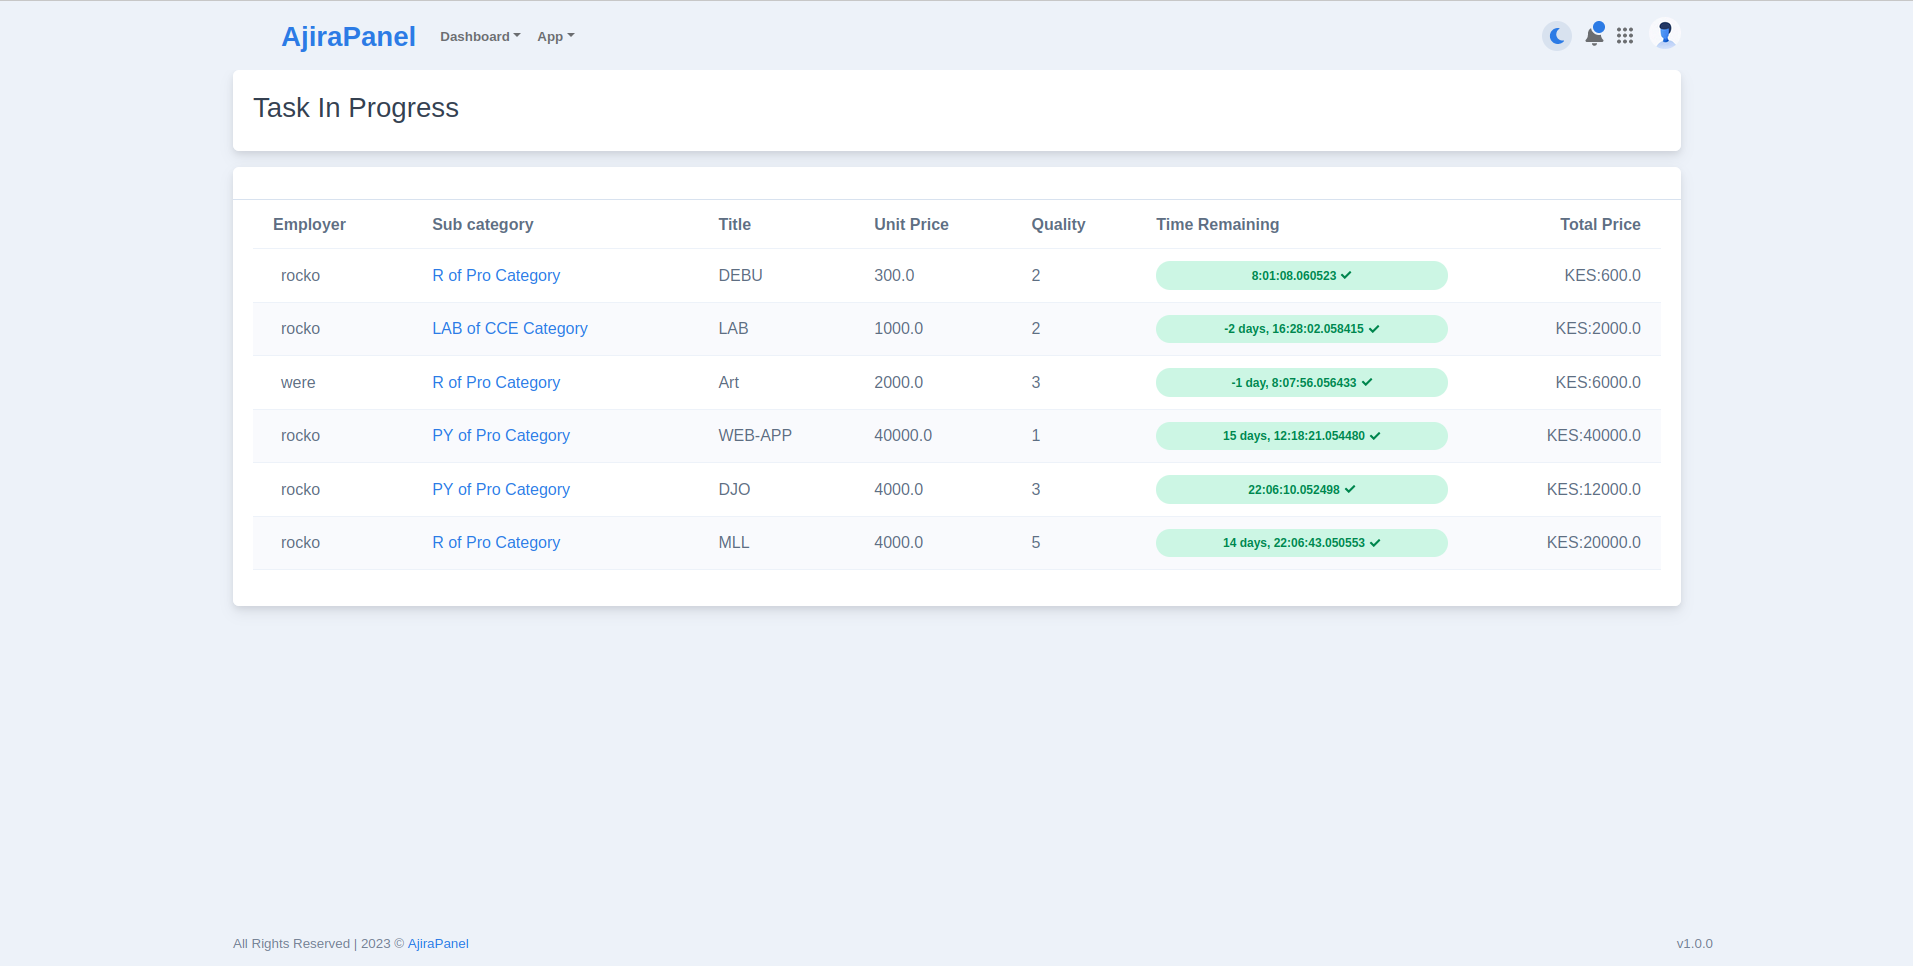 AjiraPanel Dashboard App
Task In Progress
Employer Sub category Title Unit Price Quality Time Remaining Total Price
rocko R of Pro Category DEBU 300.0 2 8:01:08.060523 KES:600.0
rocko LAB of CCE Category LAB 1000.0 2 -2 days, 16:28:02.058415 KES:2000.0
were R of Pro Category Art 2000.0 3 -1 day, 8:07:56.056433 KES:6000.0
rocko PY of Pro Category WEB-APP 40000.0 1 15 days, 12:18:21.054480 KES:40000.0
rocko PY of Pro Category DJO 4000.0 3 22:06:10.052498 KES:12000.0
rocko R of Pro Category MLL 4000.0 5 14 days, 22:06:43.050553 KES:20000.0
All Rights Reserved | 2023 © AjiraPanel v1.0.0